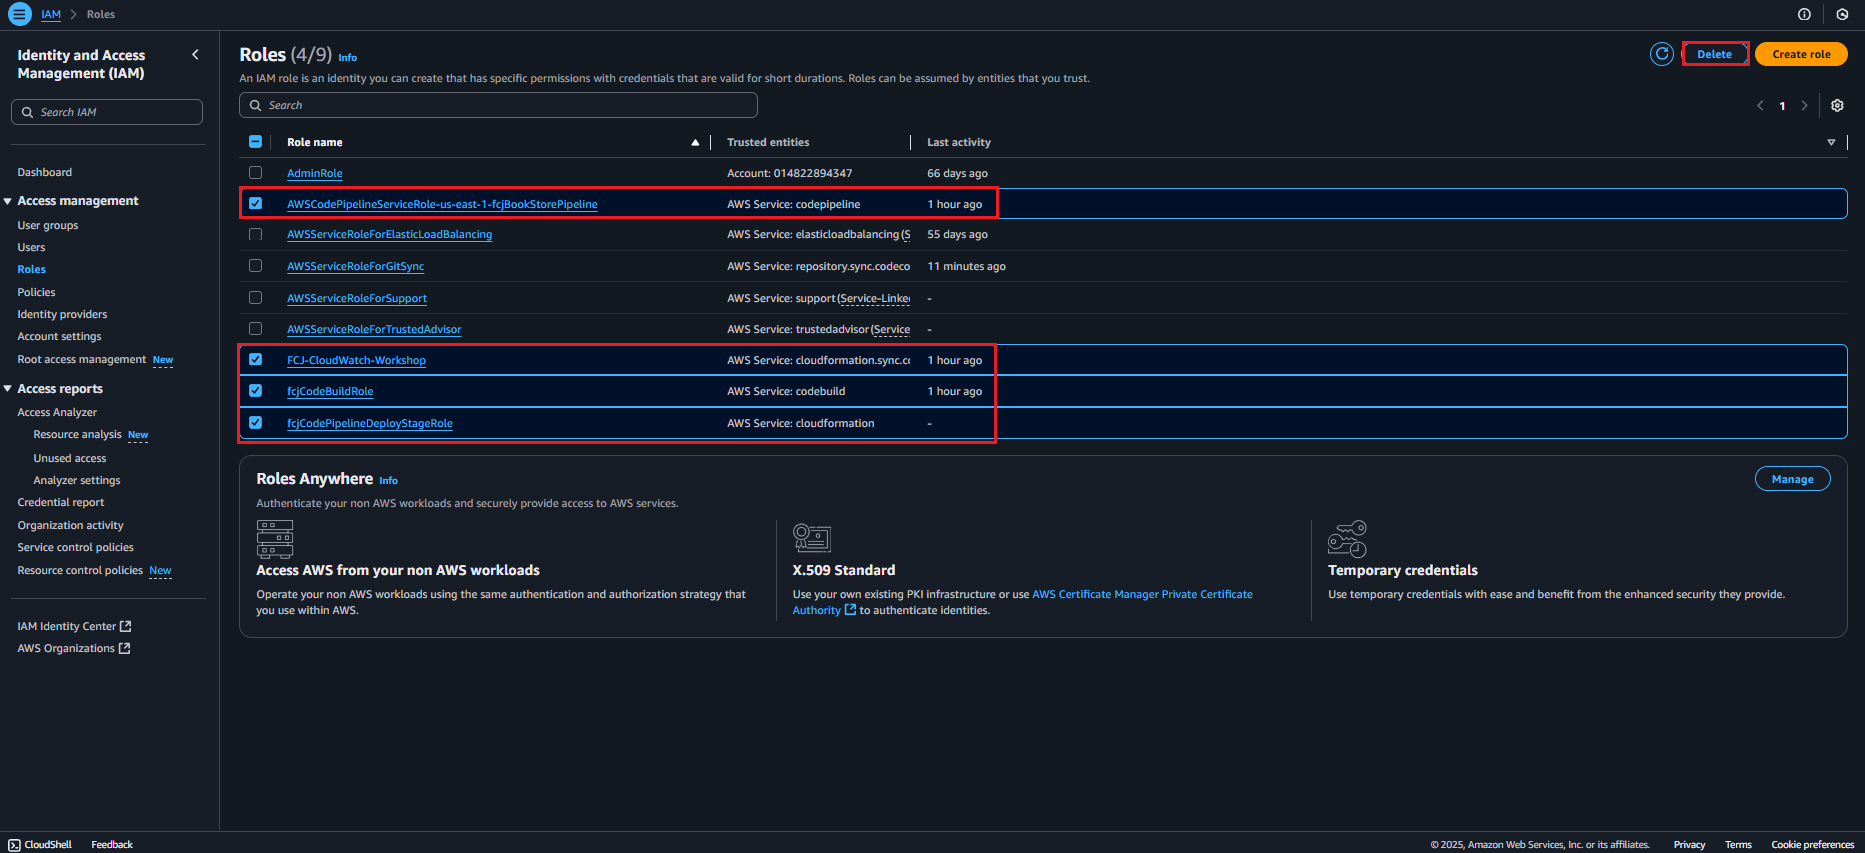 IAM > Roles
Identity and Access Management (IAM)
Search IAM
Dashboard
Access management
User groups
Users
Roles
Policies
Identity providers
Account settings
Root access management New
Access reports
Access Analyzer
Resource analysis New
Unused access
Analyzer settings
Credential report
Organization activity
Service control policies
Resource control policies New
IAM Identity Center
AWS Organizations
Roles (4/9) Info
Delete
Create role
An IAM role is an identity you can create that has specific permissions with credentials that are valid for short durations. Roles can be assumed by entities that you trust.
Search
1
Role name Trusted entities Last activity
AdminRole Account: 014822894347 66 days ago
AWSCodePipelineServiceRole-us-east-1-fcjBookStorePipeline AWS Service: codepipeline 1 hour ago
AWSServiceRoleForElasticLoadBalancing AWS Service: elasticloadbalancing (S 55 days ago
AWSServiceRoleForGitSync AWS Service: repository.sync.codeco 11 minutes ago
AWSServiceRoleForSupport AWS Service: support (Service-Linke -
AWSServiceRoleForTrustedAdvisor AWS Service: trustedadvisor (Service -
FCJ-CloudWatch-Workshop AWS Service: cloudformation.sync.cc 1 hour ago
fcjCodeBuildRole AWS Service: codebuild 1 hour ago
fcjCodePipelineDeployStageRole AWS Service: cloudformation -
Roles Anywhere Info
Manage
Authenticate your non AWS workloads and securely provide access to AWS services.
Access AWS from your non AWS workloads
Operate your non AWS workloads using the same authentication and authorization strategy that
you use within AWS.
X.509 Standard
Use your own existing PKI infrastructure or use AWS Certificate Manager Private Certificate
Authority to authenticate identities.
Temporary credentials
Use temporary credentials with ease and benefit from the enhanced security they provide.
CloudShell Feedback © 2025, Amazon Web Services, Inc. or its affiliates. Privacy Terms Cookie preferences